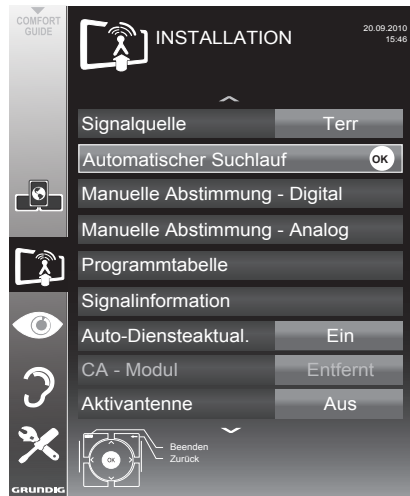 COMFORT
GUIDE
INSTALLATION
20.09.2010
15:46
Signalquelle Terr
Automatischer Suchlauf OK
Manuelle Abstimmung - Digital
Manuelle Abstimmung - Analog
Programmtabelle
Signalinformation
Auto-Diensteaktual. Ein
CA - Modul Entfernt
Aktivantenne Aus
OK
Beenden
Zurück
GRUNDIG